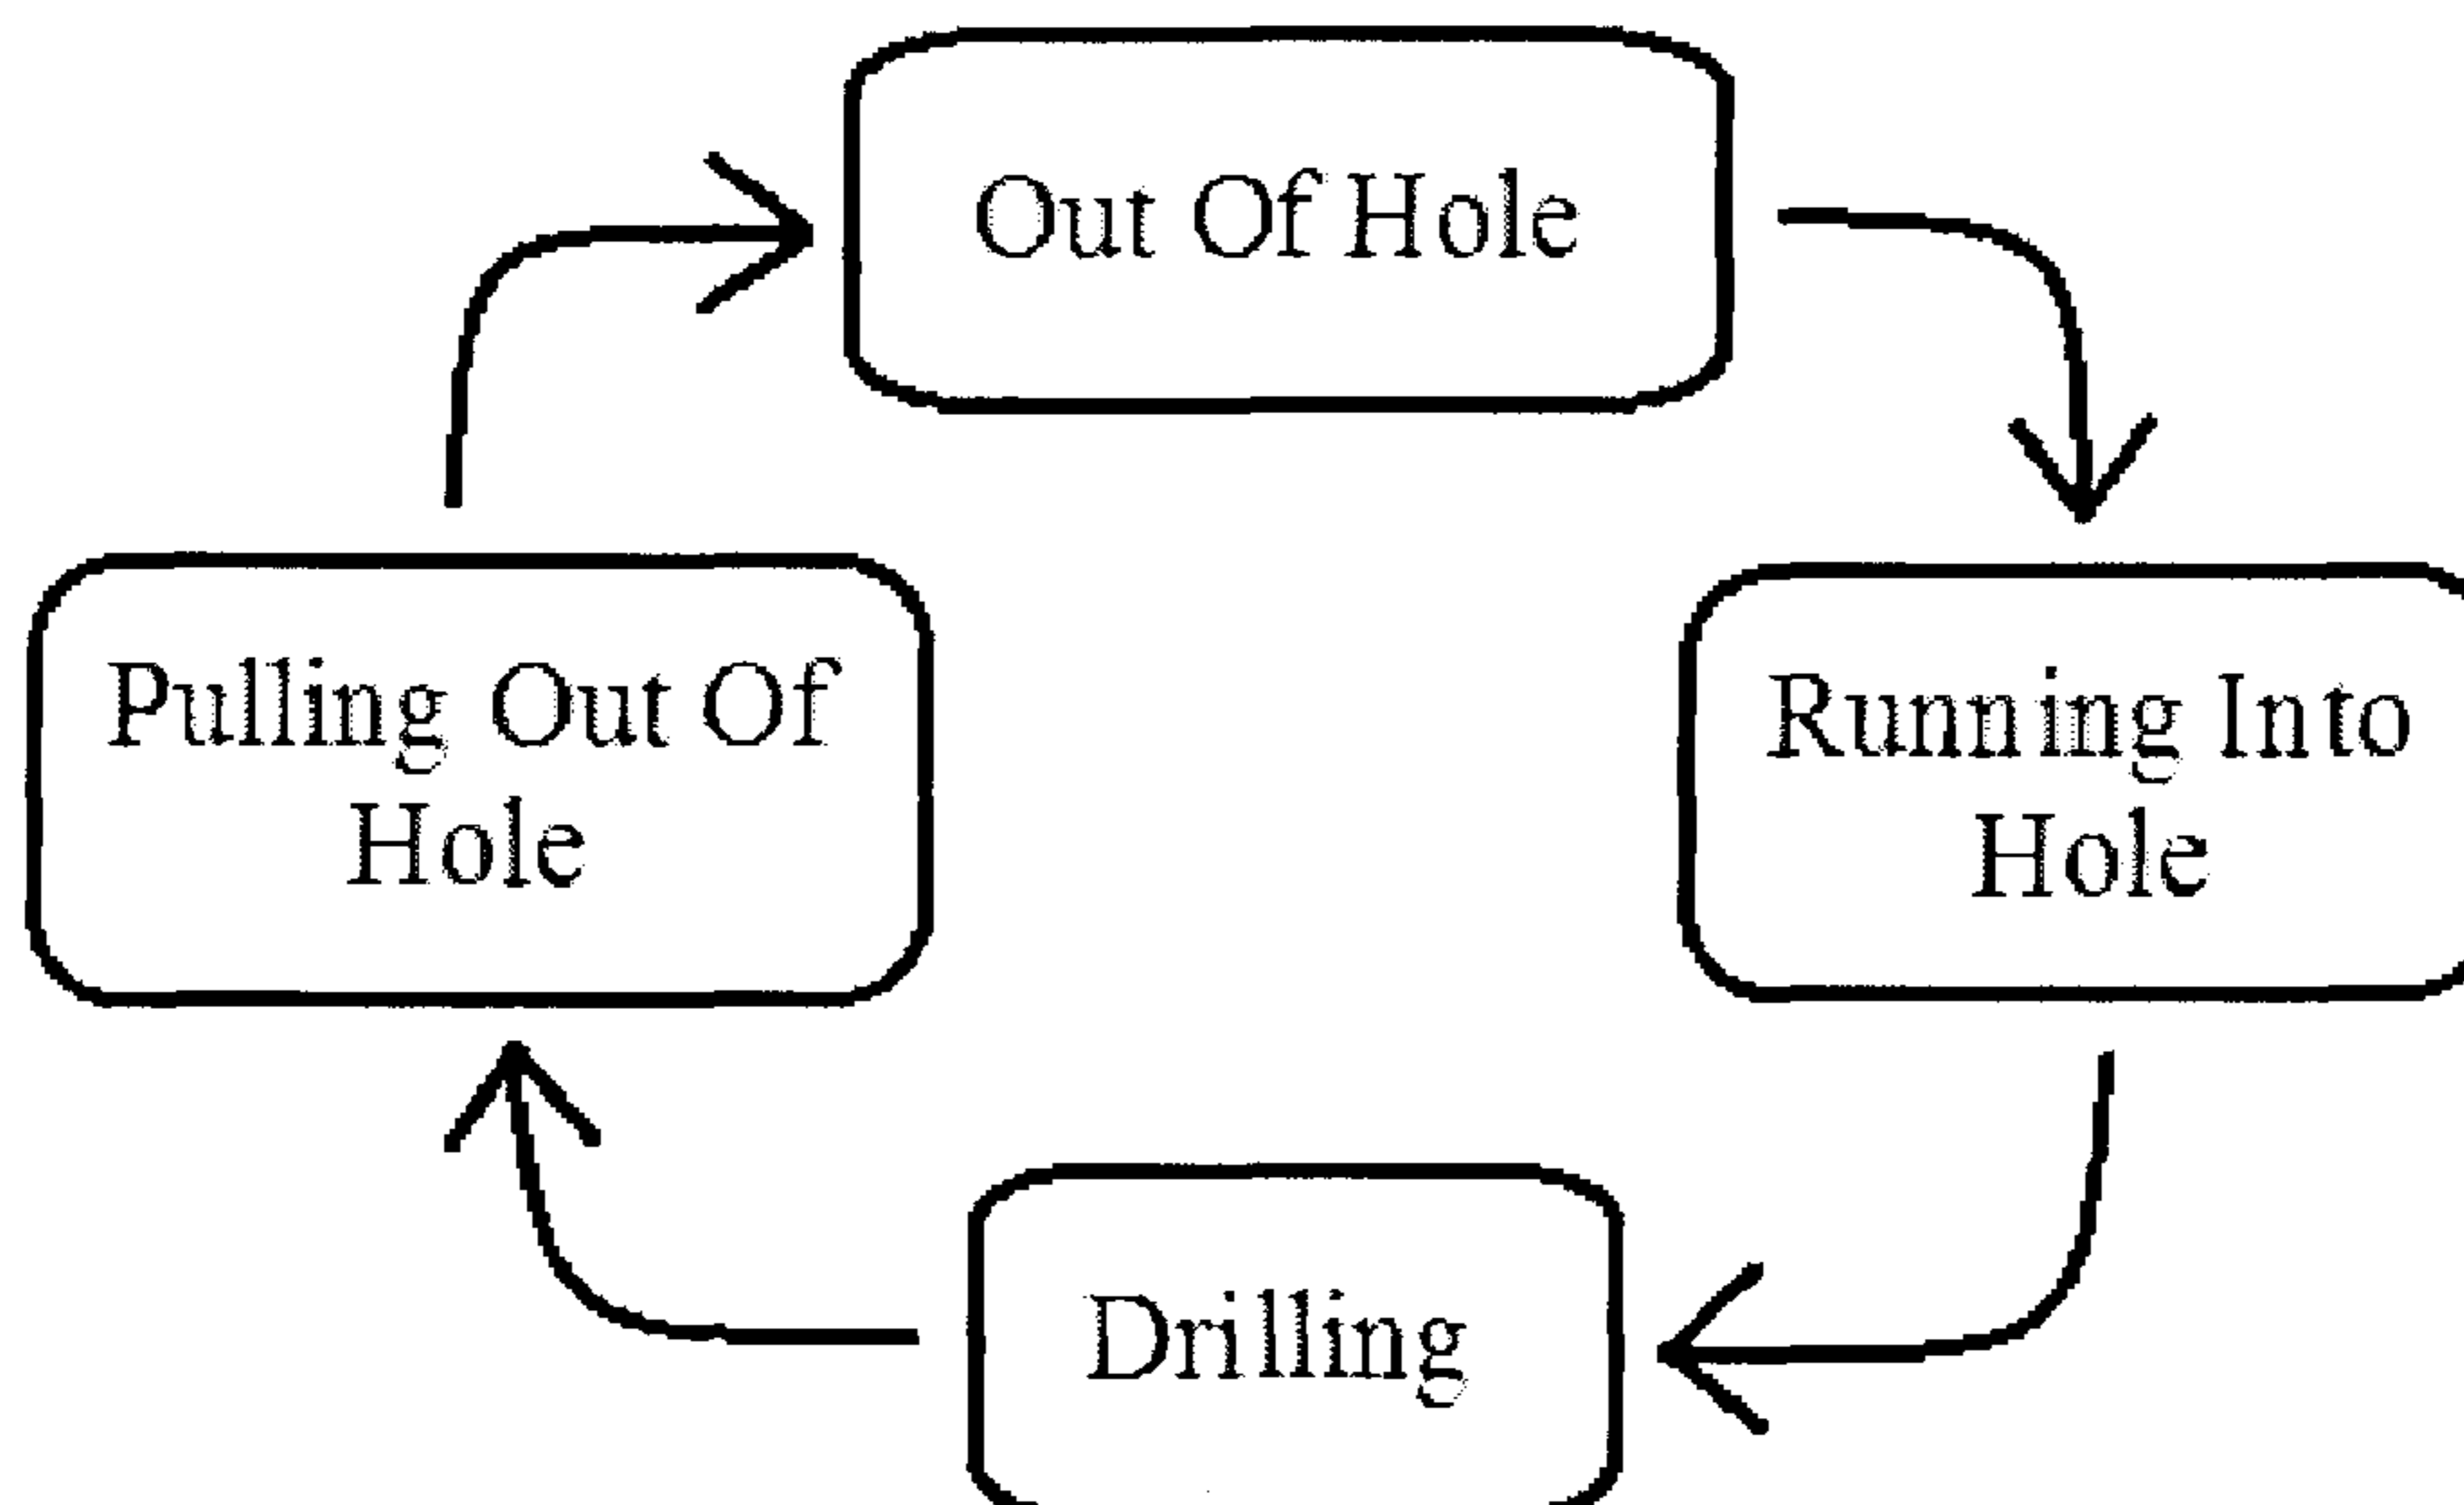 Out Of Hole
Pulling Out Of
Hole
Running Into
Hole
Drilling